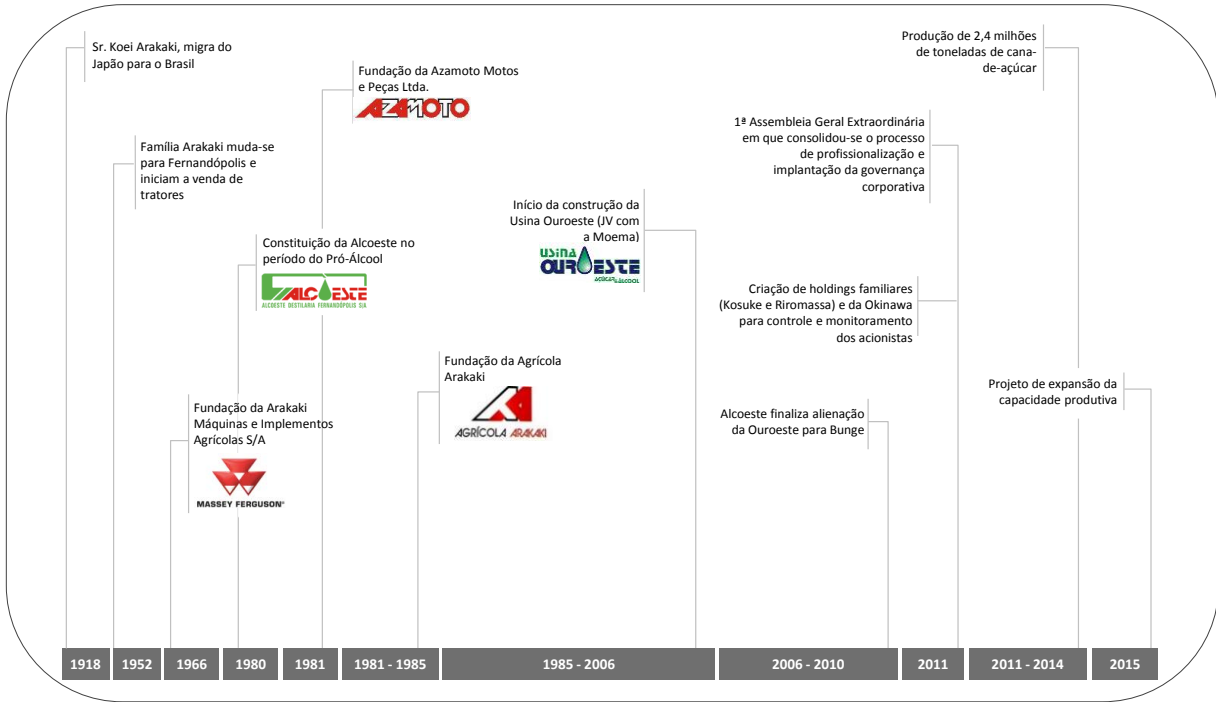 Sr. Koei Arakaki, migra do
Japão para o Brasil
Família Arakaki muda-se
para Fernandópolis e
iniciam a venda de
tratores
Fundação da Arakaki
Máquinas e Implementos
Agrícolas S/A
MASSEY FERGUSON®
Constituição da Alcoeste no
período do Pró-Álcool
ALCOESTE
ALCOESTE DESTILARIA FERNANDÓPOLIS S/A
Fundação da Azamoto Motos
e Peças Ltda.
AZAMOTO
Fundação da Agrícola
Arakaki
AGRÍCOLA ARAKAKI
Início da construção da
Usina Ouroeste (JV com
a Moema)
USINA
OUROESTE
AÇÚCAR & ÁLCOOL
Alcoeste finaliza alienação
da Ouroeste para Bunge
1ª Assembleia Geral Extraordinária
em que consolidou-se o processo
de profissionalização e
implantação da governança
corporativa
Criação de holdings familiares
(Kosuke e Riromassa) e da Okinawa
para controle e monitoramento
dos acionistas
Produção de 2,4 milhões
de toneladas de cana-
de-açúcar
Projeto de expansão da
capacidade produtiva
1918
1952
1966
1980
1981
1981 - 1985
1985 - 2006
2006 - 2010
2011
2011 - 2014
2015